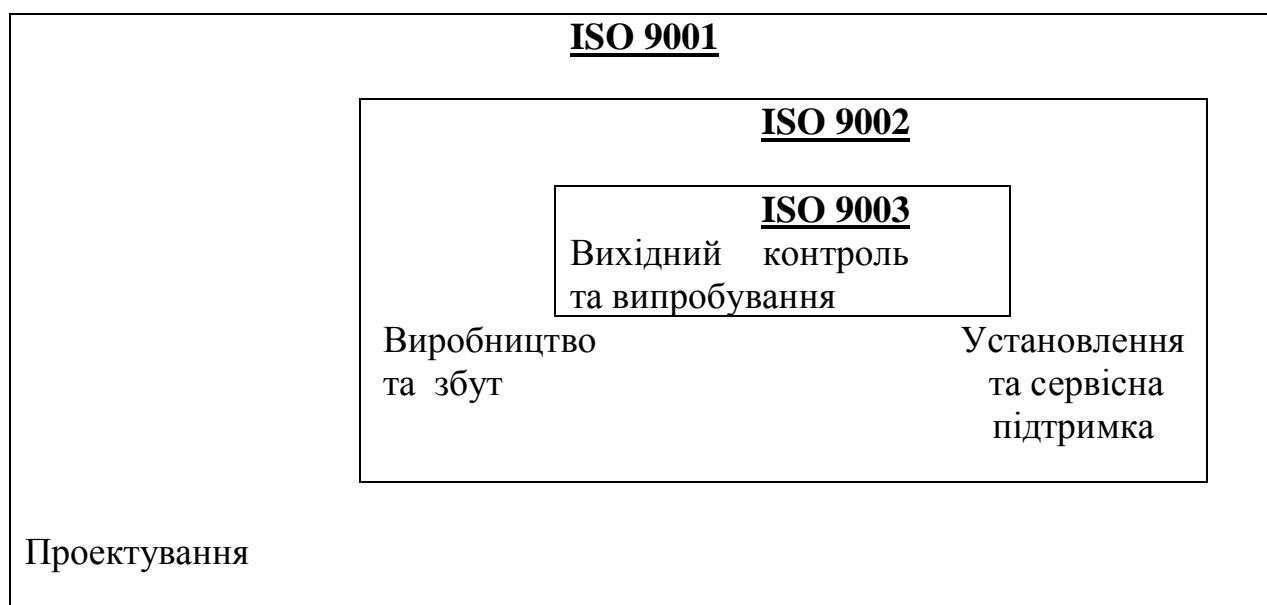 ISO 9001
ISO 9002
ISO 9003
Вихідний контроль
та випробування
Виробництво
та збут
Установлення
та сервісна
підтримка
Проектування